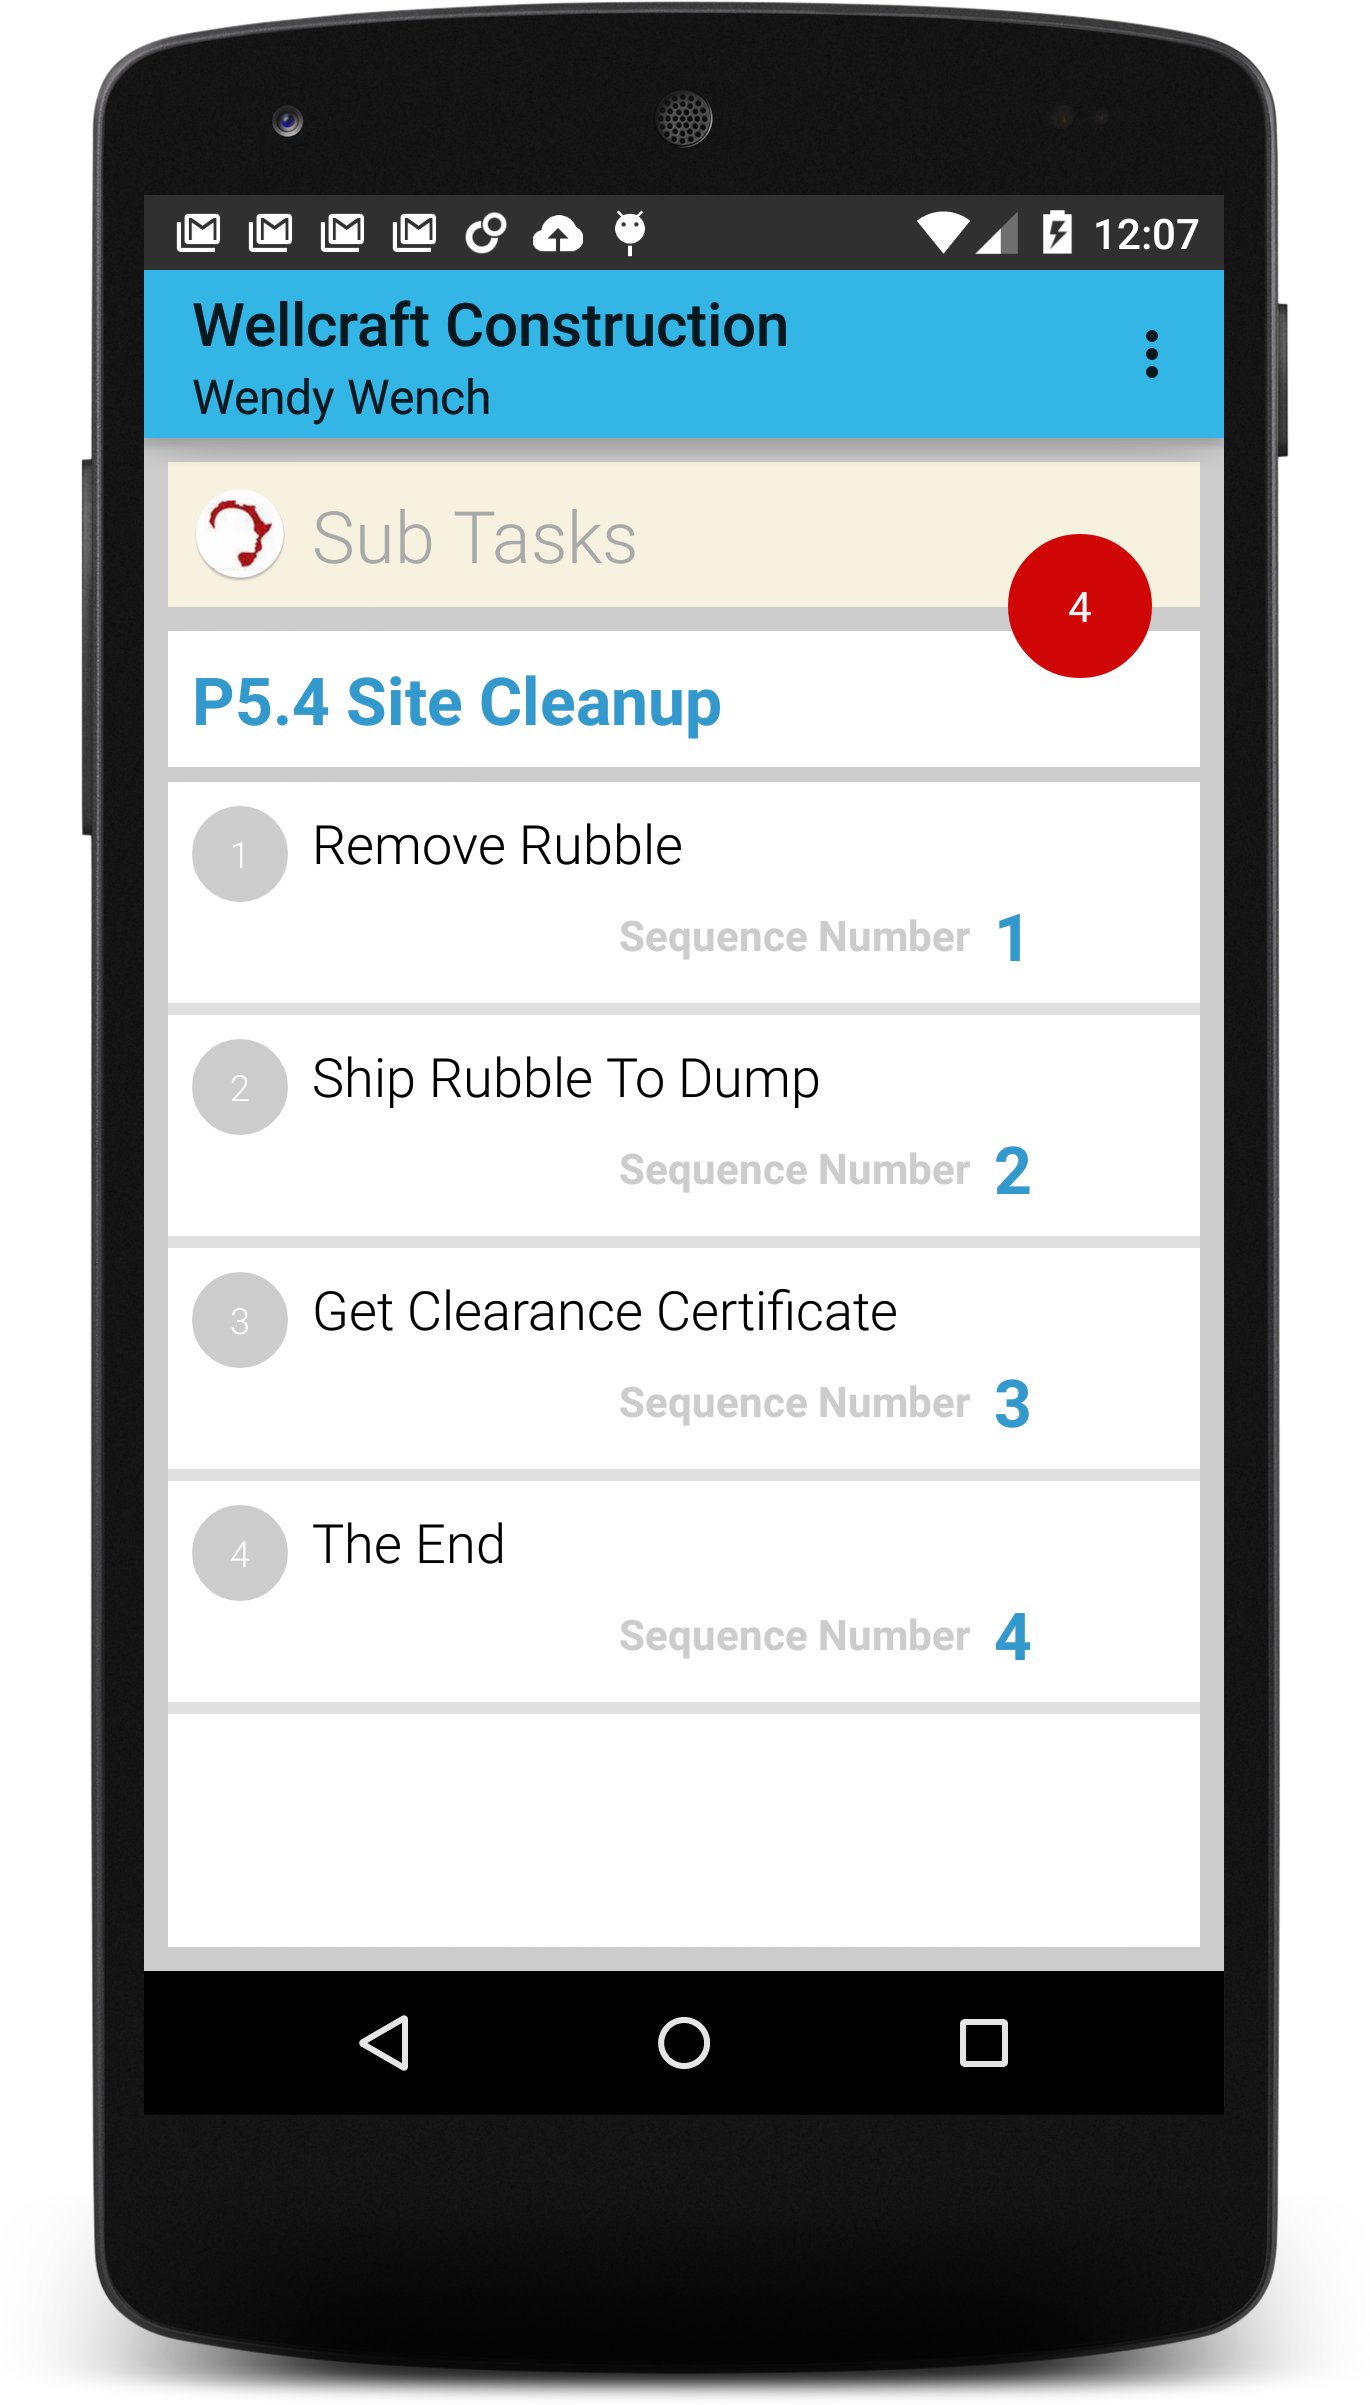 12:07
Wellcraft Construction
Wendy Wench
Sub Tasks
4
P5.4 Site Cleanup
1 Remove Rubble
Sequence Number 1
2 Ship Rubble To Dump
Sequence Number 2
3 Get Clearance Certificate
Sequence Number 3
4 The End
Sequence Number 4